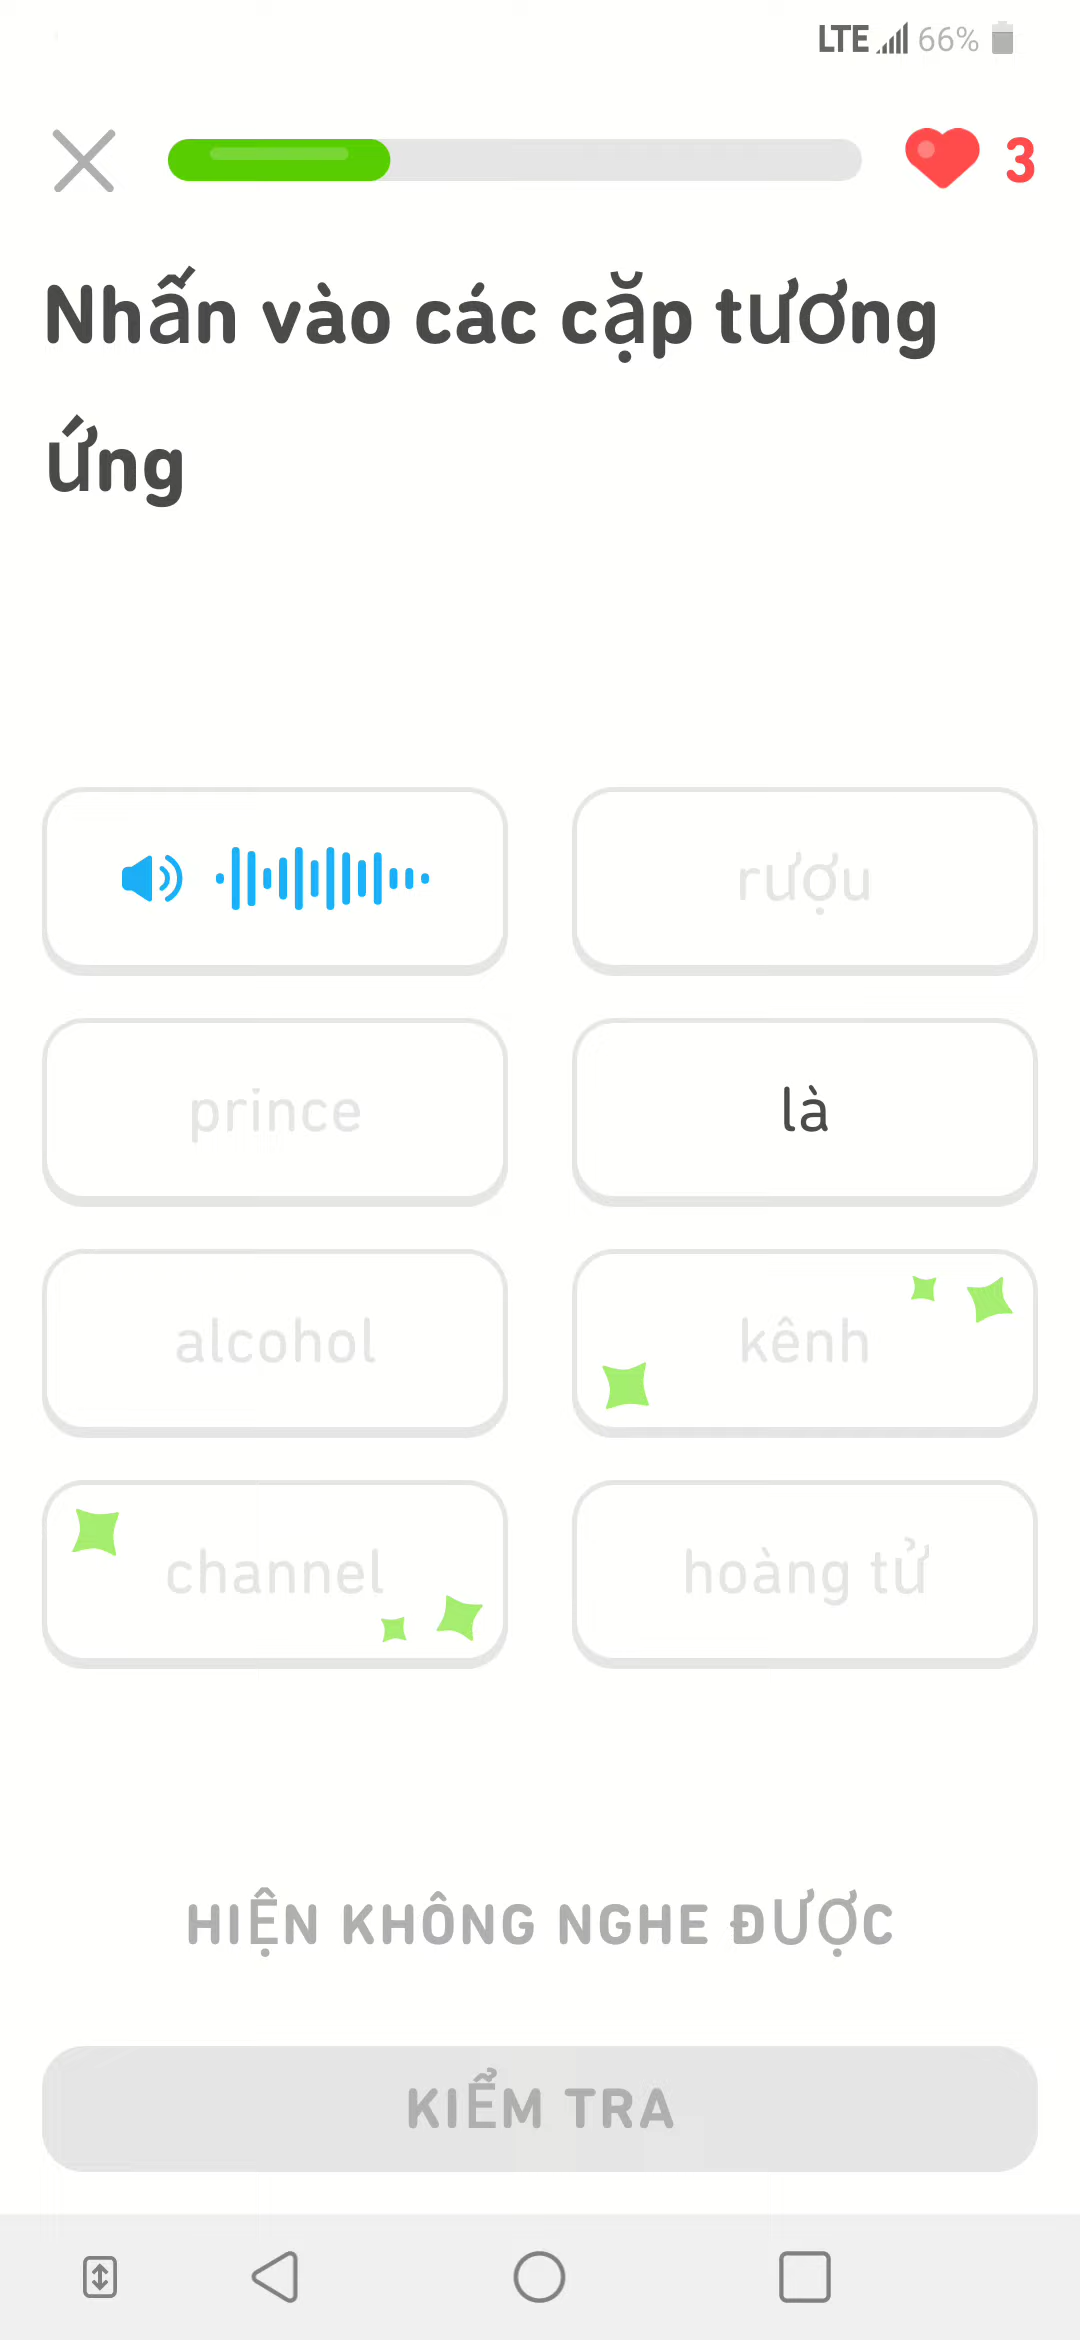 LTE 66%
3
Nhấn vào các cặp tương
ứng
rượu
prince
là
alcohol
kênh
channel
hoàng tử
HIỆN KHÔNG NGHE ĐƯỢC
KIỂM TRA